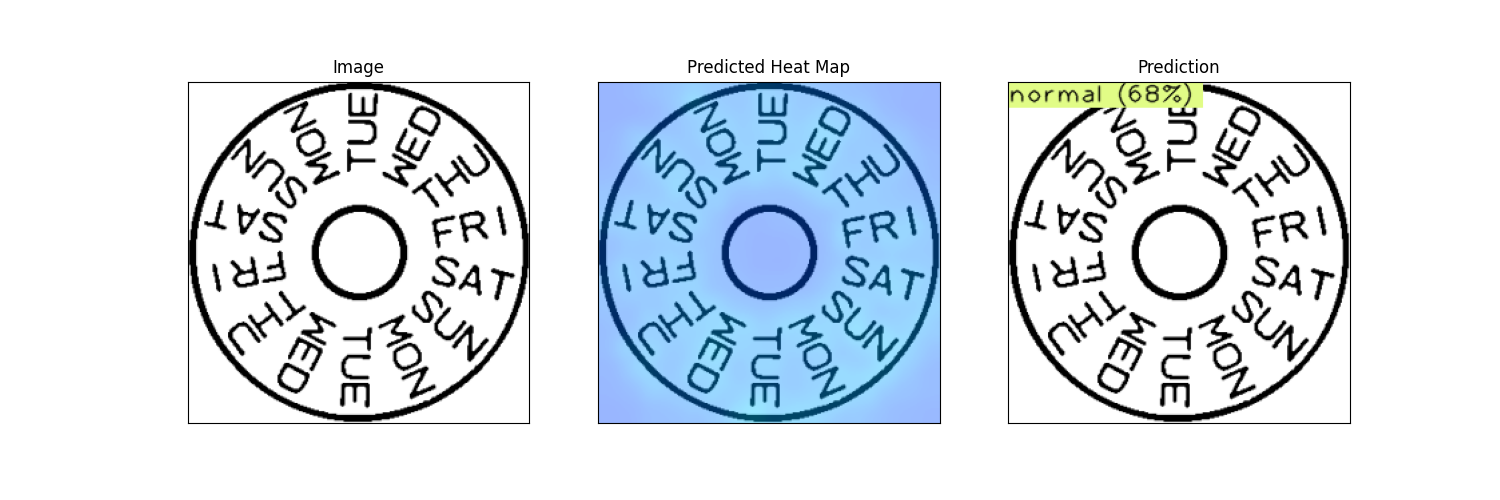 Image
TUE
WED
THU
FRI
SAT
SUN
MON
TUE
WED
THU
FRI
SAT
SUN
MON
Predicted Heat Map
TUE
WED
THU
FRI
SAT
SUN
MON
TUE
WED
THU
FRI
SAT
SUN
MON
Prediction
normal (68%)
TUE
WED
THU
FRI
SAT
SUN
MON
TUE
WED
THU
FRI
SAT
SUN
MON